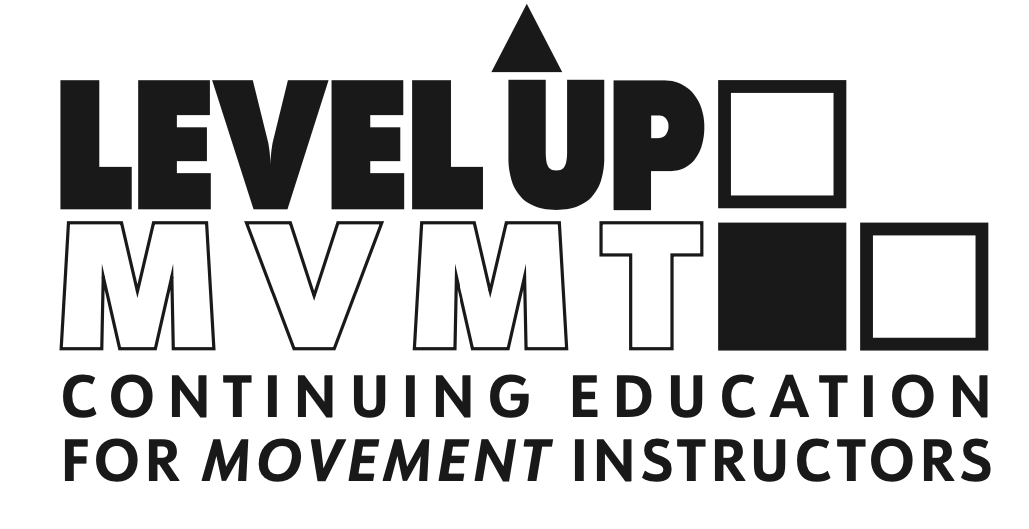 LEVEL UP
MVMT
CONTINUING EDUCATION
FOR MOVEMENT INSTRUCTORS